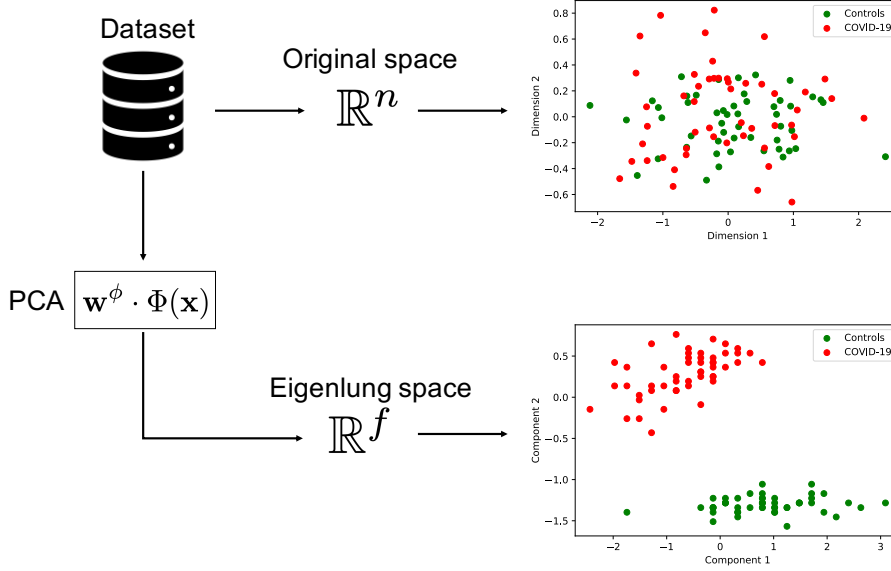 Dataset
Original space
ℝⁿ
PCA
w^ϕ · Φ(x)
Eigenlung space
ℝ^f
Controls
COVID-19
Dimension 2
0.8
0.6
0.4
0.2
0.0
−0.2
−0.4
−0.6
−2
−1
0
1
2
Dimension 1
Controls
COVID-19
Component 2
0.5
0.0
−0.5
−1.0
−1.5
−2
−1
0
1
2
3
Component 1